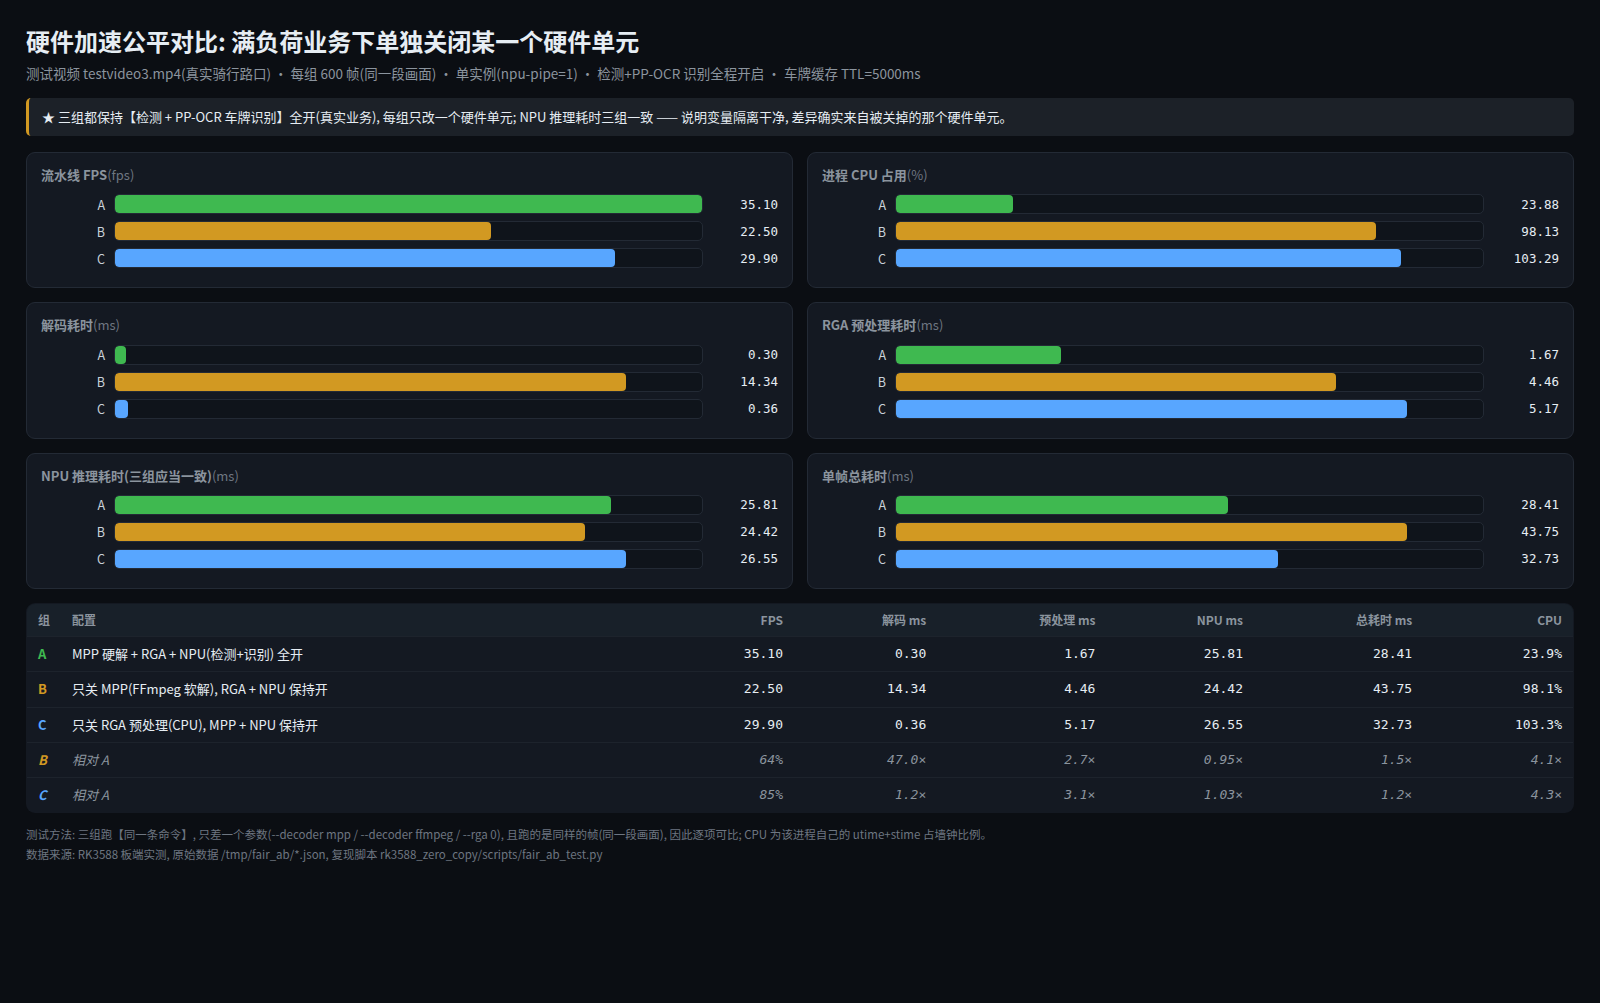 硬件加速公平对比: 满负荷业务下单独关闭某一个硬件单元
测试视频 testvideo3.mp4(真实骑行路口) · 每组 600 帧(同一段画面) · 单实例(npu-pipe=1) · 检测+PP-OCR 识别全程开启 · 车牌缓存 TTL=5000ms
★ 三组都保持【检测 + PP-OCR 车牌识别】全开(真实业务), 每组只改一个硬件单元; NPU 推理耗时三组一致 —— 说明变量隔离干净, 差异确实来自被关掉的那个硬件单元。
流水线 FPS(fps)
A 35.10
B 22.50
C 29.90
进程 CPU 占用(%)
A 23.88
B 98.13
C 103.29
解码耗时(ms)
A 0.30
B 14.34
C 0.36
RGA 预处理耗时(ms)
A 1.67
B 4.46
C 5.17
NPU 推理耗时(三组应当一致)(ms)
A 25.81
B 24.42
C 26.55
单帧总耗时(ms)
A 28.41
B 43.75
C 32.73
组 配置 FPS 解码 ms 预处理 ms NPU ms 总耗时 ms CPU
A MPP 硬解 + RGA + NPU(检测+识别) 全开 35.10 0.30 1.67 25.81 28.41 23.9%
B 只关 MPP(FFmpeg 软解), RGA + NPU 保持开 22.50 14.34 4.46 24.42 43.75 98.1%
C 只关 RGA 预处理(CPU), MPP + NPU 保持开 29.90 0.36 5.17 26.55 32.73 103.3%
B 相对 A 64% 47.0× 2.7× 0.95× 1.5× 4.1×
C 相对 A 85% 1.2× 3.1× 1.03× 1.2× 4.3×
测试方法: 三组跑【同一条命令】, 只差一个参数(--decoder mpp / --decoder ffmpeg / --rga 0), 且跑的是同样的帧(同一段画面), 因此逐项可比; CPU 为该进程自己的 utime+stime 占墙钟比例。
数据来源: RK3588 板端实测, 原始数据 /tmp/fair_ab/*.json, 复现脚本 rk3588_zero_copy/scripts/fair_ab_test.py